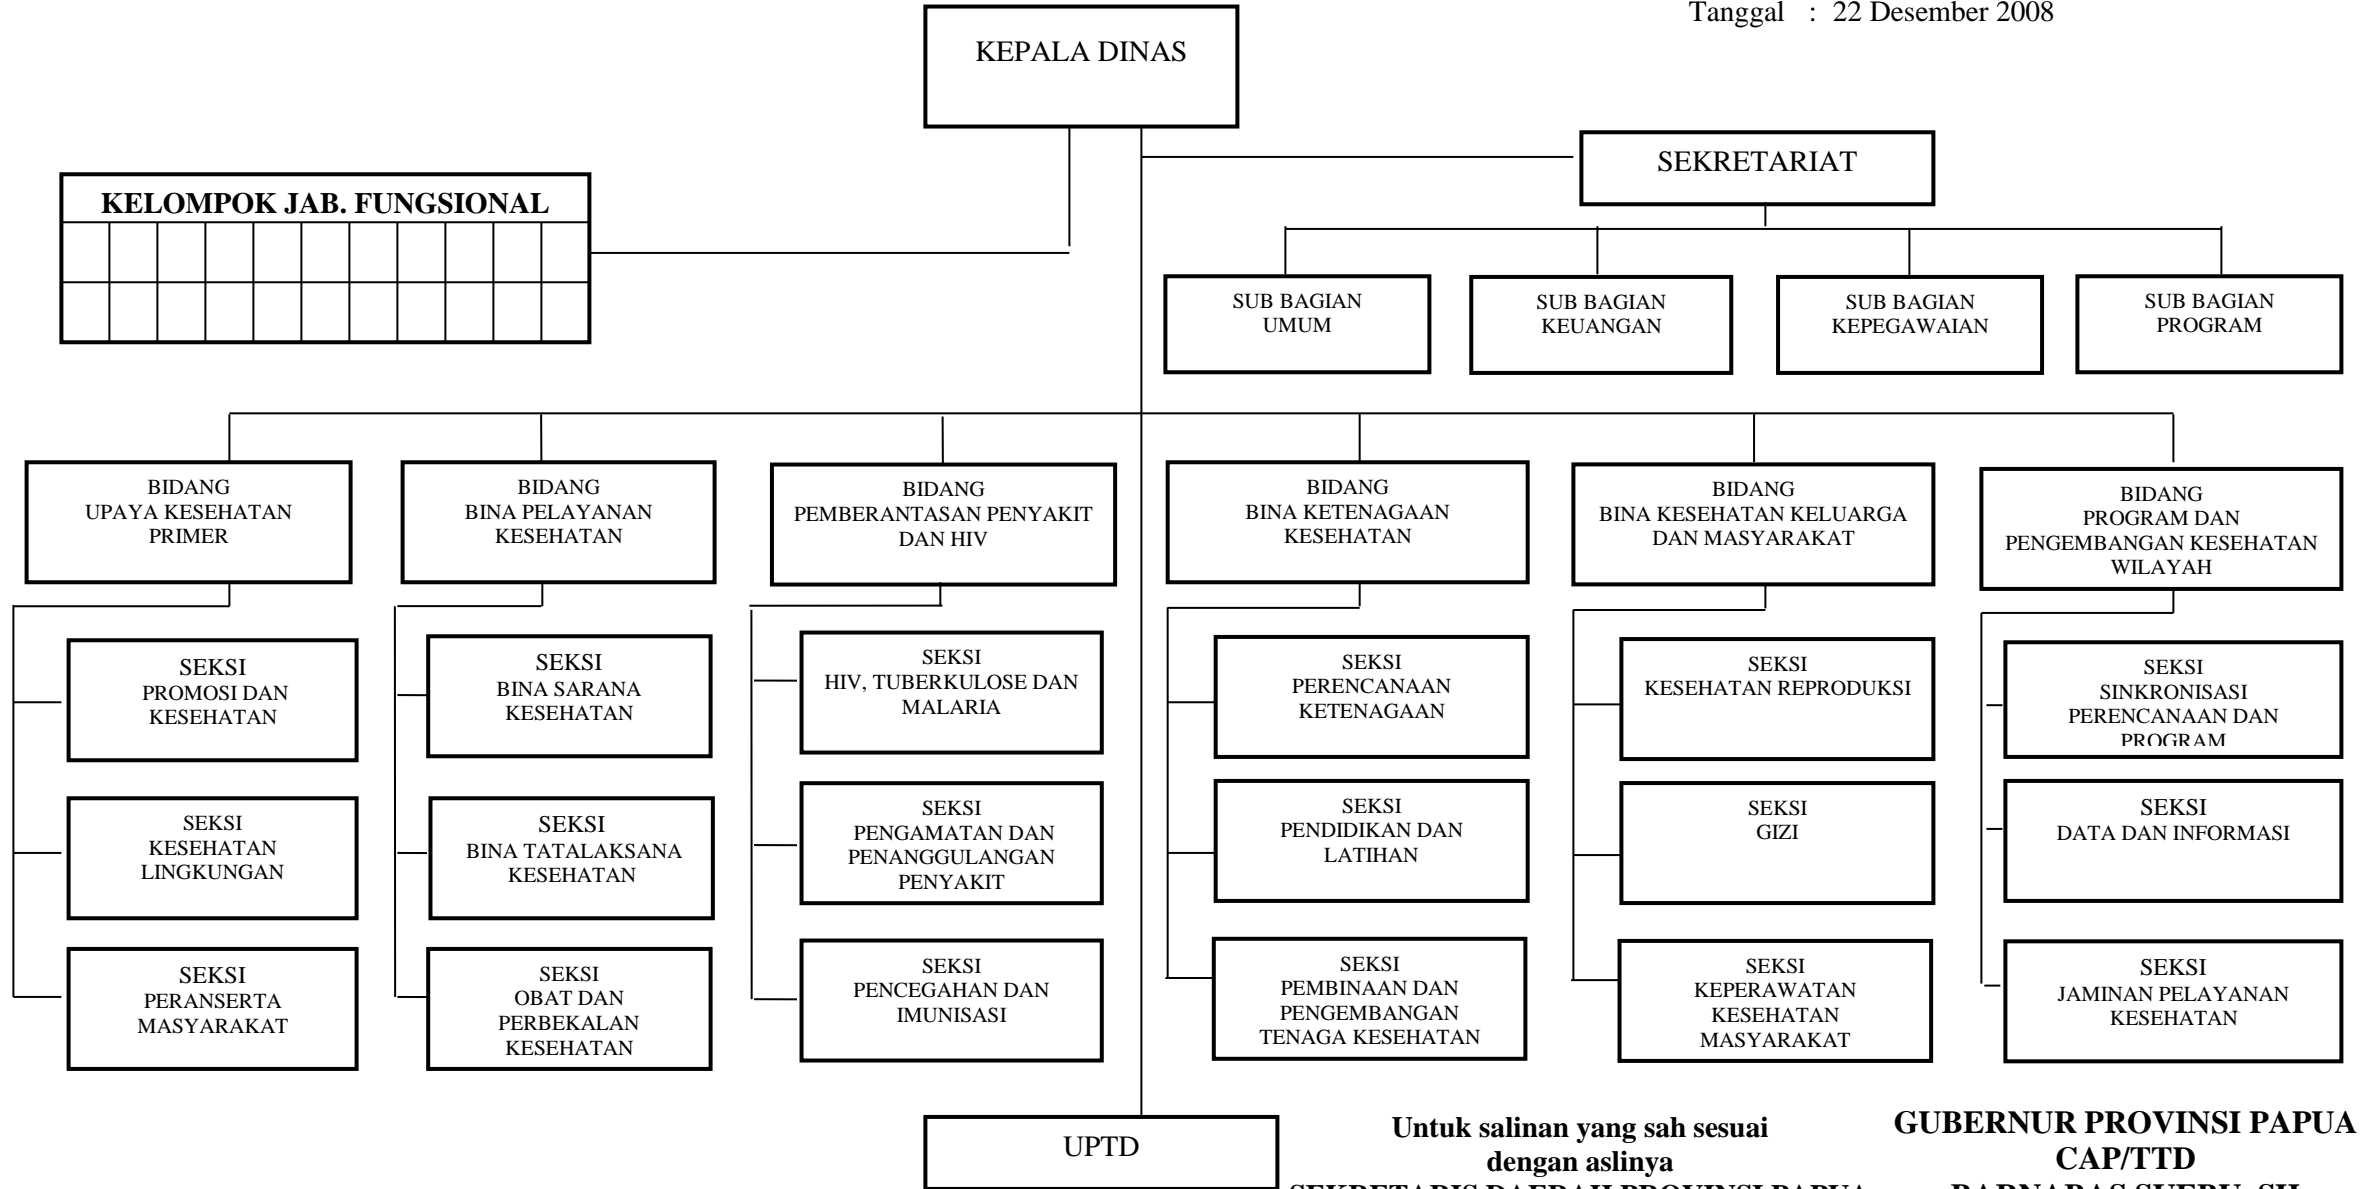 Tanggal : 22 Desember 2008
KEPALA DINAS
SEKRETARIAT
KELOMPOK JAB. FUNGSIONAL
SUB BAGIAN
UMUM
SUB BAGIAN
KEUANGAN
SUB BAGIAN
KEPEGAWAIAN
SUB BAGIAN
PROGRAM
BIDANG
UPAYA KESEHATAN
PRIMER
BIDANG
BINA PELAYANAN
KESEHATAN
BIDANG
PEMBERANTASAN PENYAKIT
DAN HIV
BIDANG
BINA KETENAGAAN
KESEHATAN
BIDANG
BINA KESEHATAN KELUARGA
DAN MASYARAKAT
BIDANG
PROGRAM DAN
PENGEMBANGAN KESEHATAN
WILAYAH
SEKSI
PROMOSI DAN
KESEHATAN
SEKSI
BINA SARANA
KESEHATAN
SEKSI
HIV, TUBERKULOSE DAN
MALARIA
SEKSI
PERENCANAAN
KETENAGAAN
SEKSI
KESEHATAN REPRODUKSI
SEKSI
SINKRONISASI
PERENCANAAN DAN
PROGRAM
SEKSI
KESEHATAN
LINGKUNGAN
SEKSI
BINA TATALAKSANA
KESEHATAN
SEKSI
PENGAMATAN DAN
PENANGGULANGAN
PENYAKIT
SEKSI
PENDIDIKAN DAN
LATIHAN
SEKSI
GIZI
SEKSI
DATA DAN INFORMASI
SEKSI
PERANSERTA
MASYARAKAT
SEKSI
OBAT DAN
PERBEKALAN
KESEHATAN
SEKSI
PENCEGAHAN DAN
IMUNISASI
SEKSI
PEMBINAAN DAN
PENGEMBANGAN
TENAGA KESEHATAN
SEKSI
KEPERAWATAN
KESEHATAN
MASYARAKAT
SEKSI
JAMINAN PELAYANAN
KESEHATAN
UPTD
Untuk salinan yang sah sesuai
dengan aslinya
SEKRETARIS DAERAH PROVINSI PAPUA
GUBERNUR PROVINSI PAPUA
CAP/TTD
BARNABAS SUEBU, SH